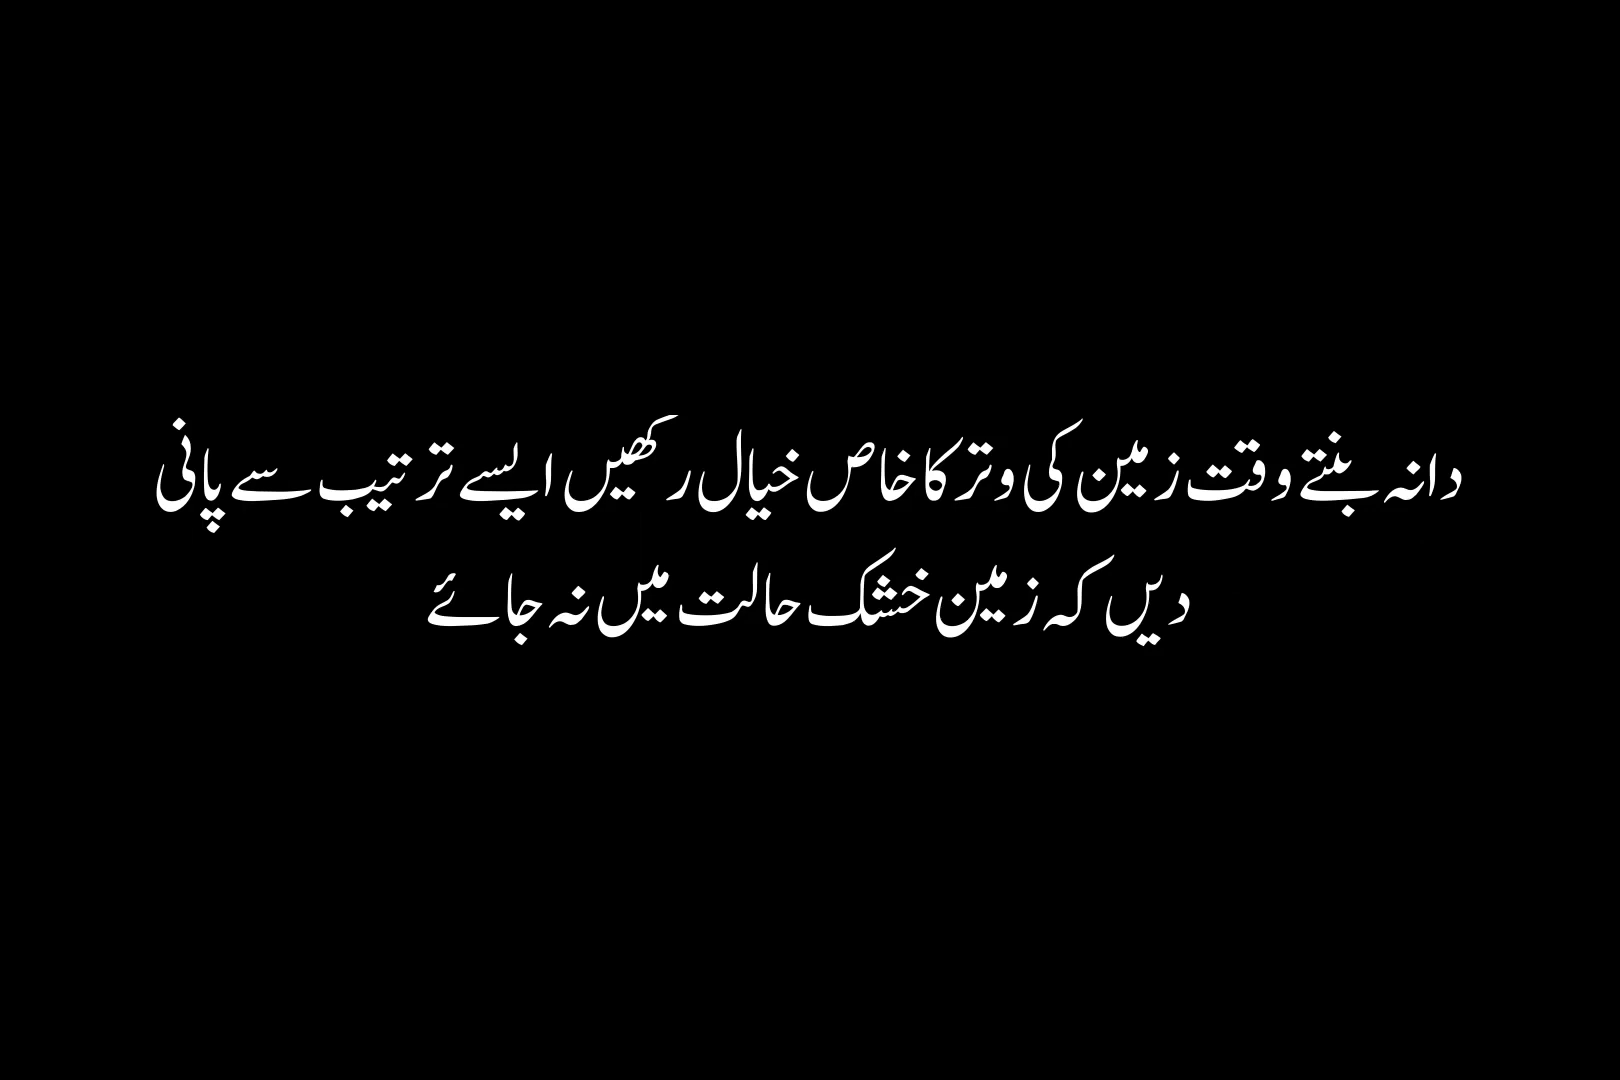 دانہ بنتے وقت زمین کی وتر کا خاص خیال رکھیں ایسے ترتیب سے پانی
دیں کہ زمین خشک حالت میں نہ جائے